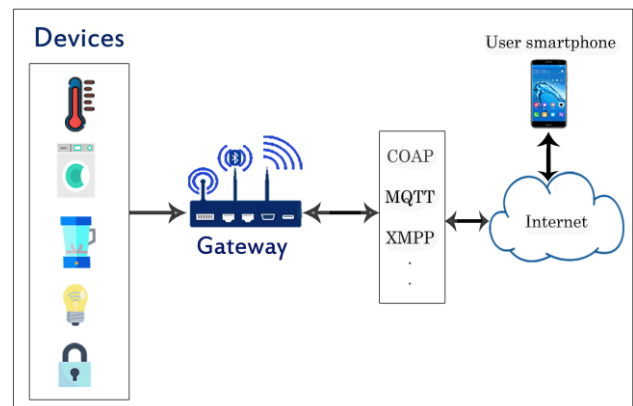 Devices
User smartphone
COAP
MQTT
XMPP
.
.
Internet
Gateway